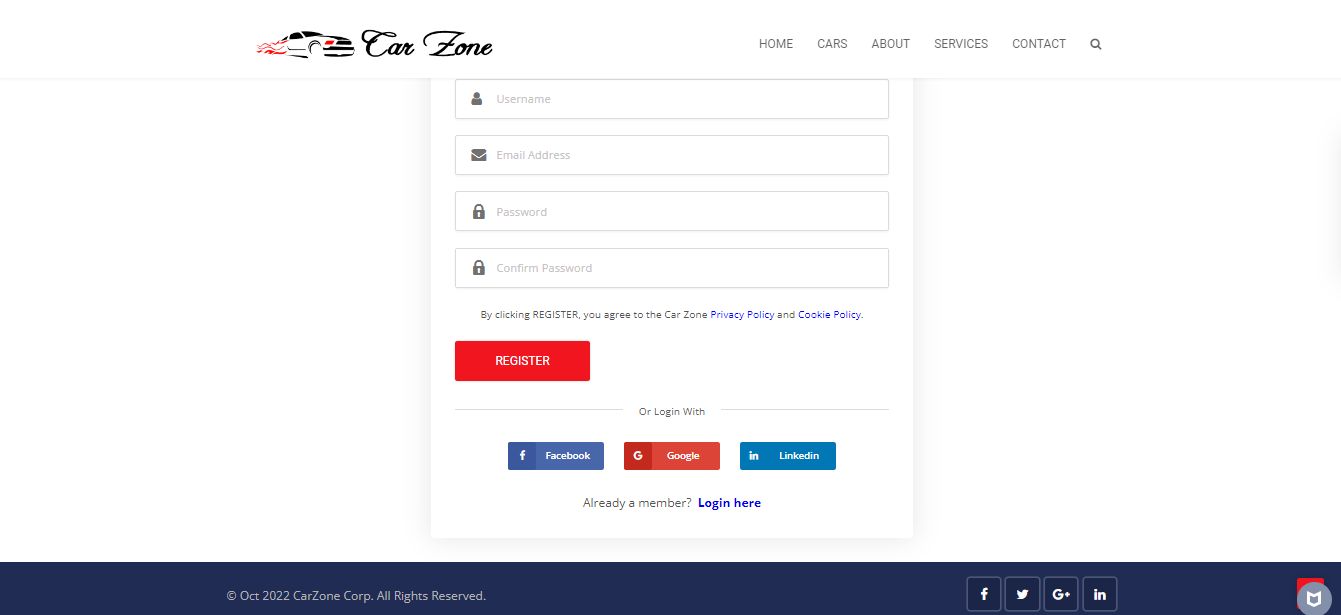 Car Zone
HOME CARS ABOUT SERVICES CONTACT
Username
Email Address
Password
Confirm Password
By clicking REGISTER, you agree to the Car Zone Privacy Policy and Cookie Policy.
REGISTER
Or Login With
f Facebook
G Google
in Linkedin
Already a member? Login here
© Oct 2022 CarZone Corp. All Rights Reserved.
f G+ in